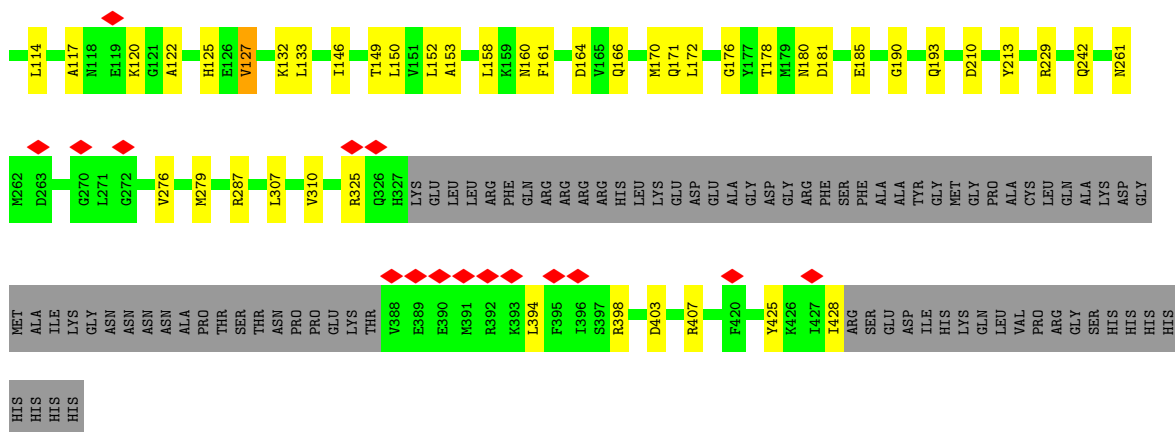 L114 A117 N118 E119 K120 G121 A122 H125 E126 V127 K132 L133 I146 T149 L150 V151 L152 A153 L158 K159 N160 F161 D164 V165 Q166 M170 Q171 L172 G176 Y177 T178 M179 N180 D181 E185 G190 Q193 D210 Y213 R229 Q242 N261
M262 D263 G270 L271 G272 V276 M279 R287 L307 V310 R325 Q326 H327 LYS GLU LEU LEU ARG PHE GLN ARG ARG ARG ARG HIS LEU LYS GLU ASP GLU ALA GLY ASP GLY ARG PHE SER PHE ALA ALA TYR GLY MET GLY PRO ALA CYS LEU GLN ALA LYS ASP GLY
MET ALA ILE LYS GLY ASN ASN ASN ASN ALA PRO THR SER THR ASN PRO PRO GLU LYS THR V388 E389 E390 M391 R392 K393 L394 F395 I396 S397 R398 D403 R407 F420 Y425 K426 I427 I428 ARG SER GLU ASP ILE HIS LYS GLN LEU VAL PRO ARG GLY SER HIS HIS HIS HIS
HIS HIS HIS HIS